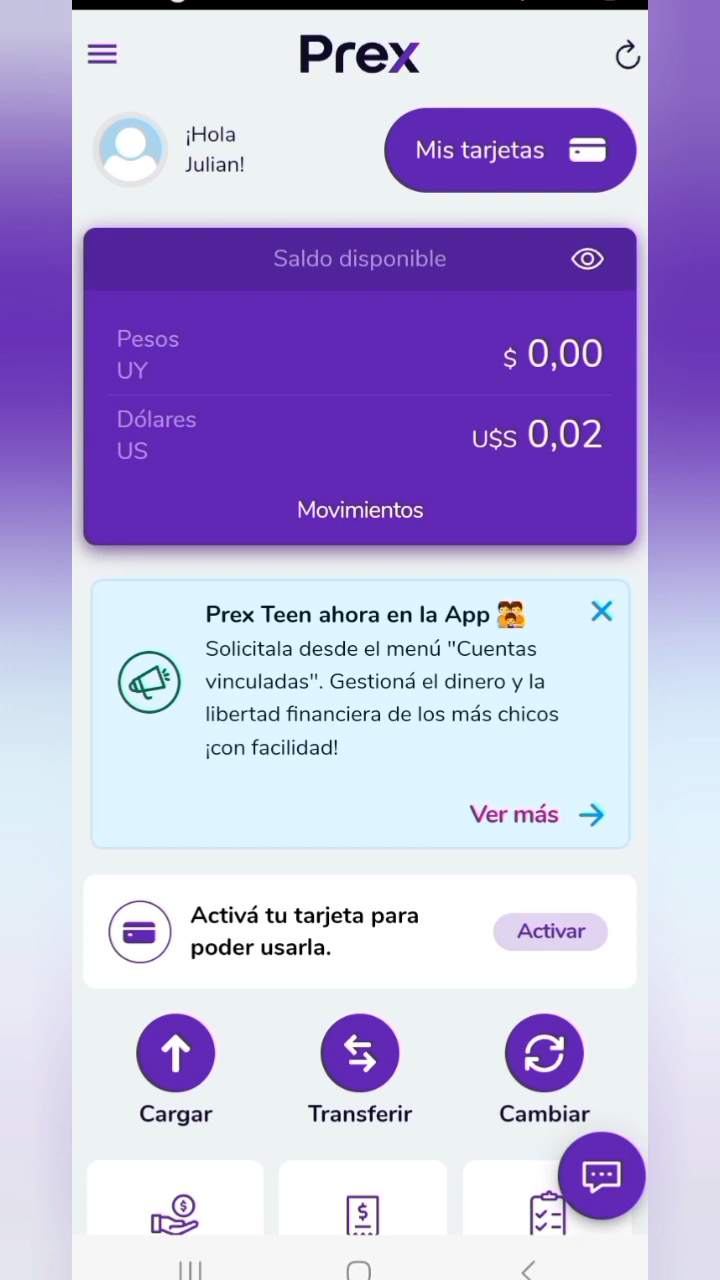 Prex
¡Hola
Julian!
Mis tarjetas
Saldo disponible
Pesos
UY
$ 0,00
Dólares
US
U$S 0,02
Movimientos
Prex Teen ahora en la App
Solicitala desde el menú "Cuentas
vinculadas". Gestioná el dinero y la
libertad financiera de los más chicos
¡con facilidad!
Ver más
Activá tu tarjeta para
poder usarla.
Activar
Cargar
Transferir
Cambiar